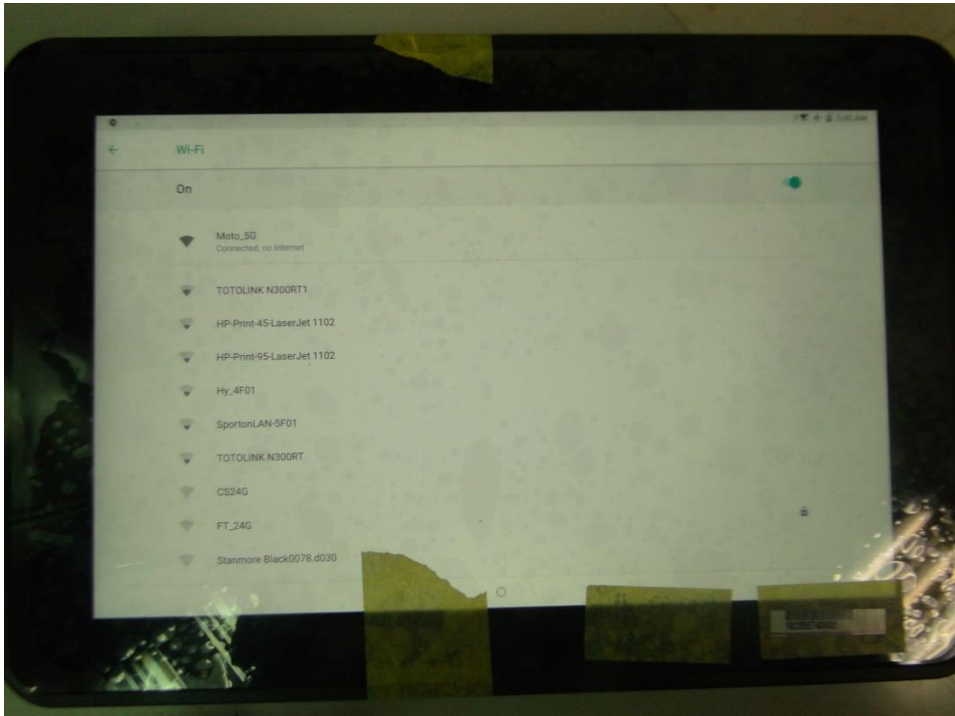 Wi-Fi
On
Moto_5G
Connected, no Internet
TOTOLINK N300RT1
HP-Print-45-LaserJet 1102
HP-Print-95-LaserJet 1102
Hy_4F01
SportonLAN-5F01
TOTOLINK N300RT
CS24G
FT_24G
Stanmore Black0078.d030